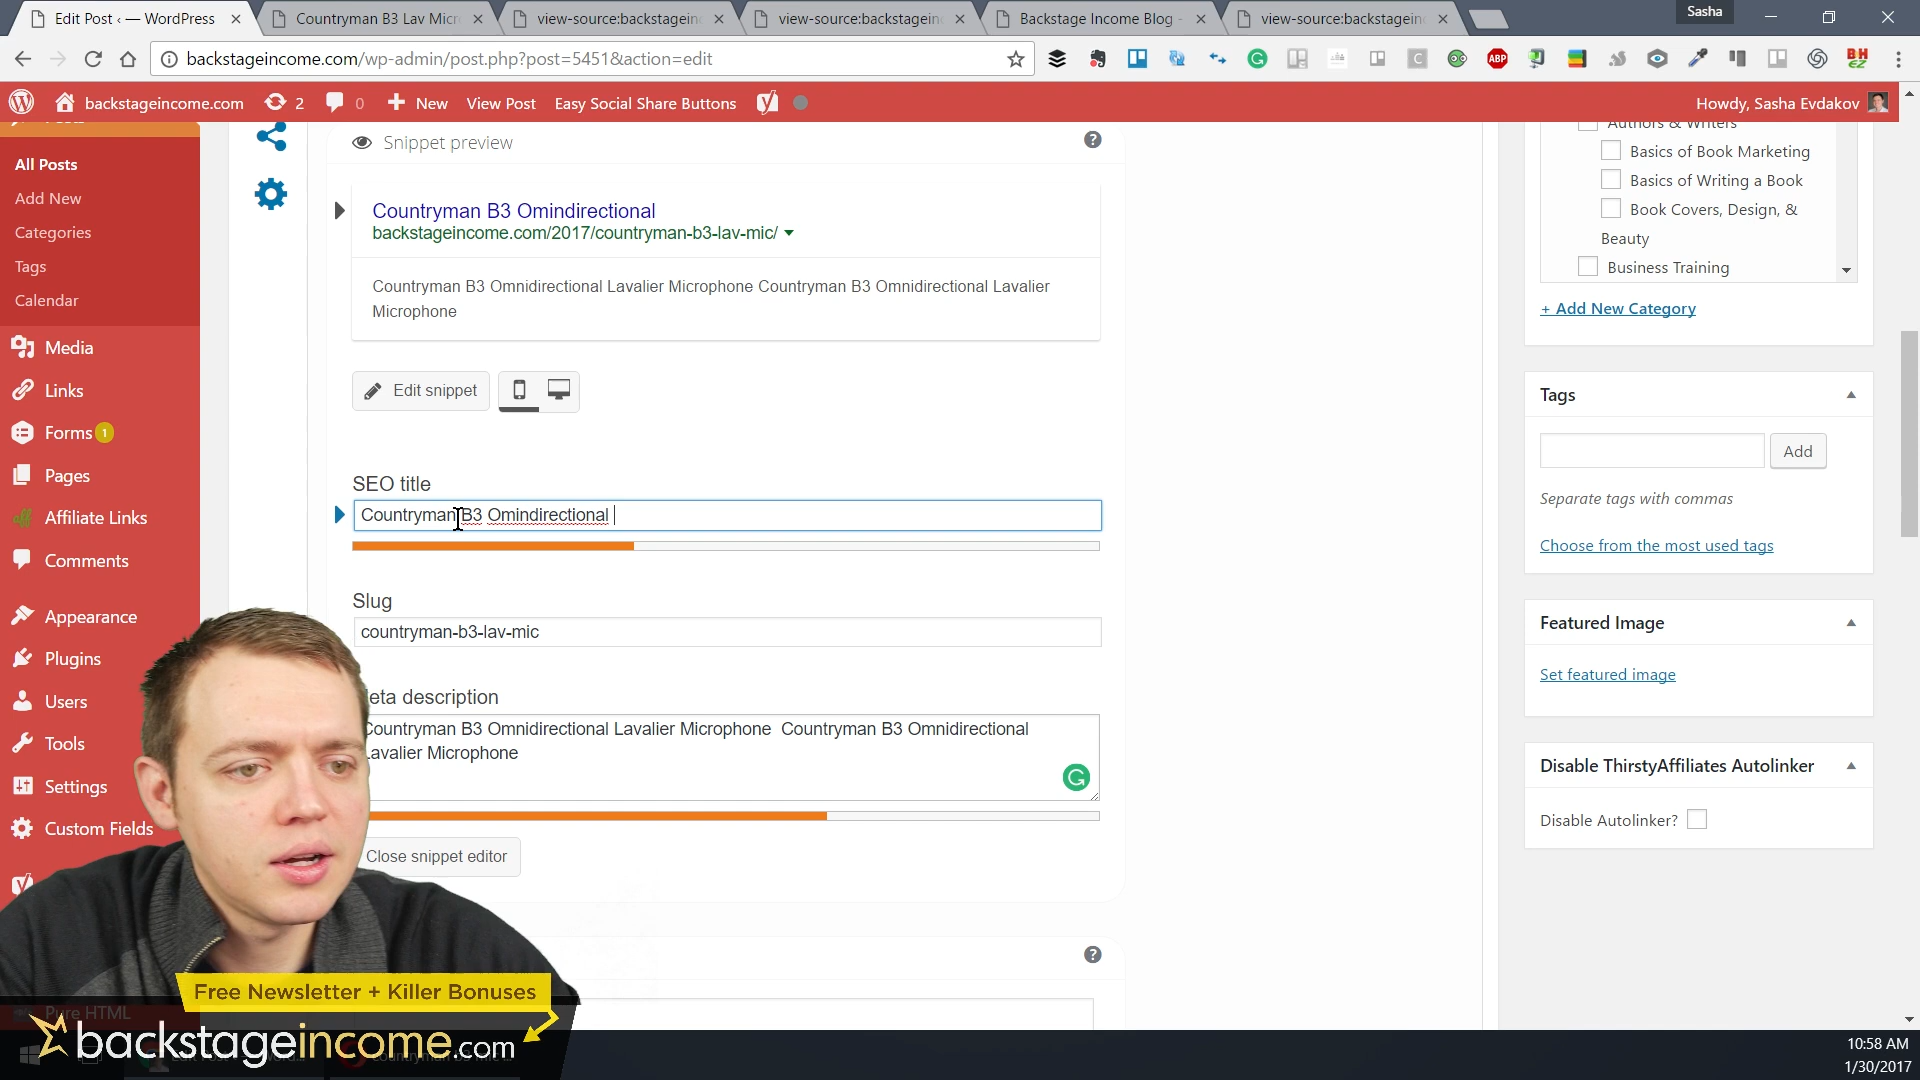 Edit Post ‹ — WordPress
Countryman B3 Lav Micr
view-source:backstagein
view-source:backstagein
Backstage Income Blog -
view-source:backstagein
Sasha
backstageincome.com/wp-admin/post.php?post=5451&action=edit
backstageincome.com
2
0
New
View Post
Easy Social Share Buttons
Howdy, Sasha Evdakov
All Posts
Add New
Categories
Tags
Calendar
Media
Links
Forms 1
Pages
Affiliate Links
Comments
Appearance
Plugins
Users
Tools
Settings
Custom Fields
Snippet preview
Countryman B3 Omindirectional
backstageincome.com/2017/countryman-b3-lav-mic/
Countryman B3 Omnidirectional Lavalier Microphone Countryman B3 Omnidirectional Lavalier
Microphone
Edit snippet
SEO title
Countryman B3 Omindirectional
Slug
countryman-b3-lav-mic
eta description
Countryman B3 Omnidirectional Lavalier Microphone  Countryman B3 Omnidirectional
Lavalier Microphone
Close snippet editor
Authors & Writers
Basics of Book Marketing
Basics of Writing a Book
Book Covers, Design, &
Beauty
Business Training
+ Add New Category
Tags
Add
Separate tags with commas
Choose from the most used tags
Featured Image
Set featured image
Disable ThirstyAffiliates Autolinker
Disable Autolinker?
Free Newsletter + Killer Bonuses
Pure HTML
backstageincome.com
10:58 AM
1/30/2017
ABP